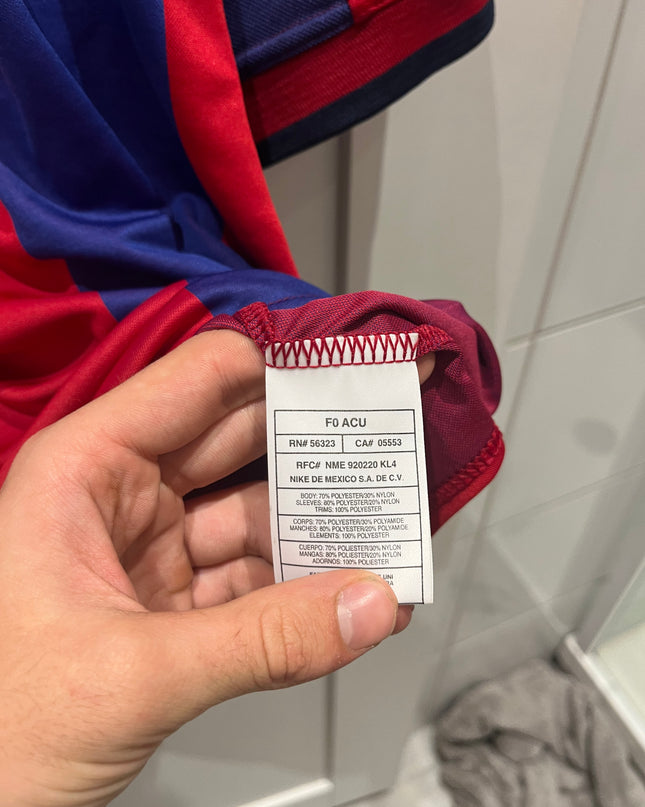 F0 ACU
RN# 56323 CA# 05553
RFC# NME 920220 KL4
NIKE DE MEXICO S.A. DE C.V.
BODY: 70% POLYESTER/30% NYLON
SLEEVES: 80% POLYESTER/20% NYLON
TRIMS: 100% POLYESTER
CORPS: 70% POLYESTER/30% POLYAMIDE
MANCHES: 80% POLYESTER/20% POLYAMIDE
ELEMENTS: 100% POLYESTER
CUERPO: 70% POLIESTER/30% NYLON
MANGAS: 80% POLIESTER/20% NYLON
ADORNOS: 100% POLIESTER